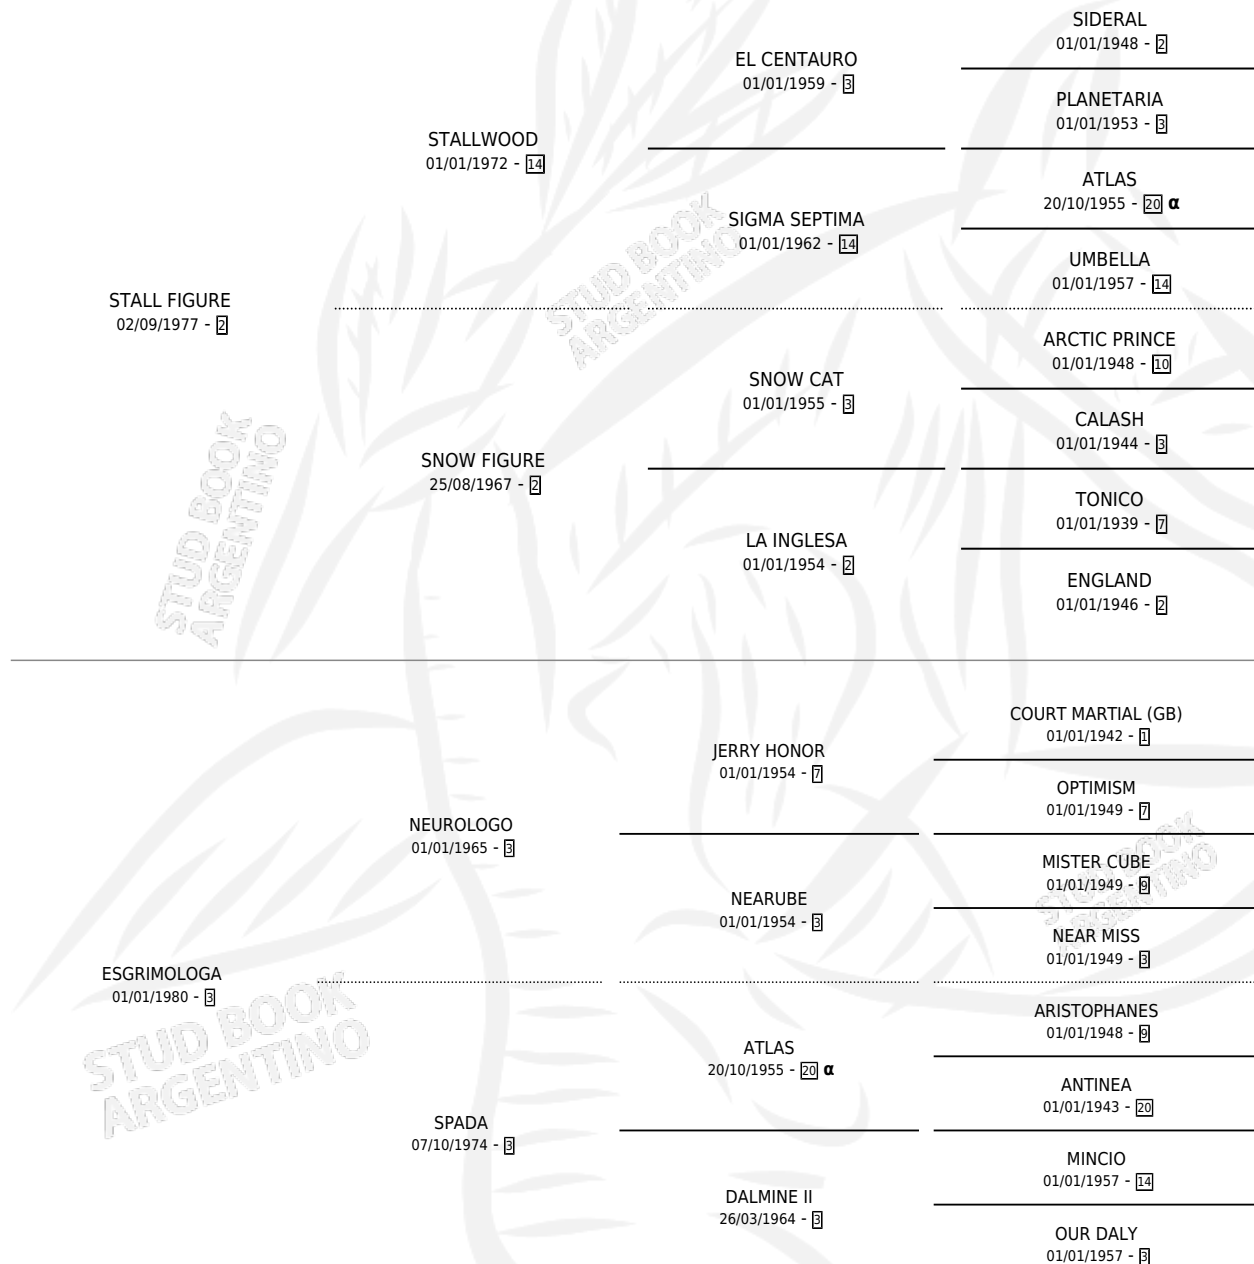 SIDERAL
01/01/1948 - 2
EL CENTAURO
01/01/1959 - 3
PLANETARIA
01/01/1953 - 3
STALLWOOD
01/01/1972 - 14
ATLAS
20/10/1955 - 20 α
SIGMA SEPTIMA
01/01/1962 - 14
UMBELLA
01/01/1957 - 14
STALL FIGURE
02/09/1977 - 2
ARCTIC PRINCE
01/01/1948 - 10
SNOW CAT
01/01/1955 - 3
CALASH
01/01/1944 - 3
SNOW FIGURE
25/08/1967 - 2
TONICO
01/01/1939 - 7
LA INGLESA
01/01/1954 - 2
ENGLAND
01/01/1946 - 2
COURT MARTIAL (GB)
01/01/1942 - 1
JERRY HONOR
01/01/1954 - 7
OPTIMISM
01/01/1949 - 7
NEUROLOGO
01/01/1965 - 3
MISTER CUBE
01/01/1949 - 9
NEARUBE
01/01/1954 - 3
NEAR MISS
01/01/1949 - 3
ESGRIMOLOGA
01/01/1980 - 3
ARISTOPHANES
01/01/1948 - 9
ATLAS
20/10/1955 - 20 α
ANTINEA
01/01/1943 - 20
SPADA
07/10/1974 - 3
MINCIO
01/01/1957 - 14
DALMINE II
26/03/1964 - 3
OUR DALY
01/01/1957 - 3
STUD BOOK
ARGENTINO
STUD BOOK
ARGENTINO
STUD BOOK
ARGENTINO
STUD BOOK
ARGENTINO